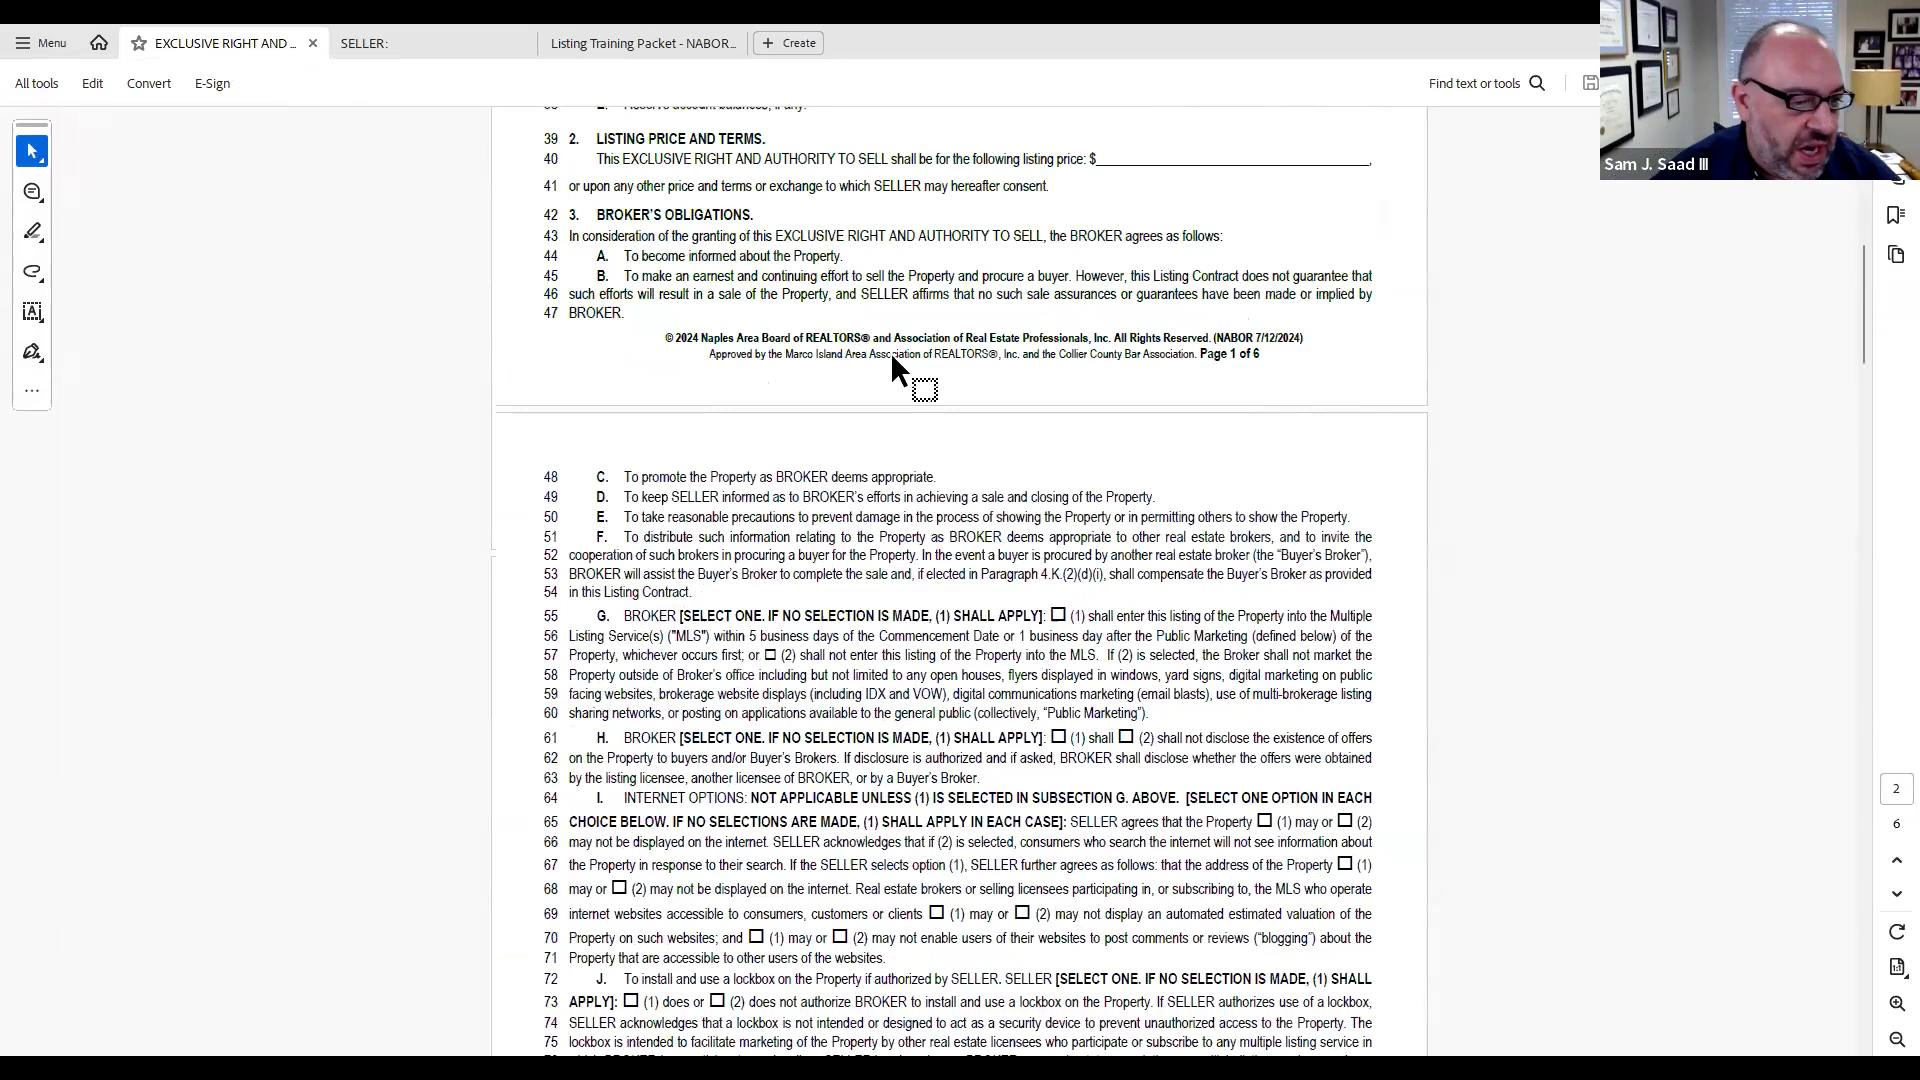 Menu
EXCLUSIVE RIGHT AND ...
SELLER:
Listing Training Packet - NABOR...
Create
All tools
Edit
Convert
E-Sign
Find text or tools
Sam J. Saad III
39 2. LISTING PRICE AND TERMS.
40 This EXCLUSIVE RIGHT AND AUTHORITY TO SELL shall be for the following listing price: $____________________,
41 or upon any other price and terms or exchange to which SELLER may hereafter consent.
42 3. BROKER'S OBLIGATIONS.
43 In consideration of the granting of this EXCLUSIVE RIGHT AND AUTHORITY TO SELL, the BROKER agrees as follows:
44 A. To become informed about the Property.
45 B. To make an earnest and continuing effort to sell the Property and procure a buyer. However, this Listing Contract does not guarantee that
46 such efforts will result in a sale of the Property, and SELLER affirms that no such sale assurances or guarantees have been made or implied by
47 BROKER.
© 2024 Naples Area Board of REALTORS® and Association of Real Estate Professionals, Inc. All Rights Reserved. (NABOR 7/12/2024)
Approved by the Marco Island Area Association of REALTORS®, Inc. and the Collier County Bar Association. Page 1 of 6
48 C. To promote the Property as BROKER deems appropriate.
49 D. To keep SELLER informed as to BROKER's efforts in achieving a sale and closing of the Property.
50 E. To take reasonable precautions to prevent damage in the process of showing the Property or in permitting others to show the Property.
51 F. To distribute such information relating to the Property as BROKER deems appropriate to other real estate brokers, and to invite the
52 cooperation of such brokers in procuring a buyer for the Property. In the event a buyer is procured by another real estate broker (the "Buyer's Broker"),
53 BROKER will assist the Buyer's Broker to complete the sale and, if elected in Paragraph 4.K.(2)(d)(i), shall compensate the Buyer's Broker as provided
54 in this Listing Contract.
55 G. BROKER [SELECT ONE. IF NO SELECTION IS MADE, (1) SHALL APPLY]: ☐ (1) shall enter this listing of the Property into the Multiple
56 Listing Service(s) ("MLS") within 5 business days of the Commencement Date or 1 business day after the Public Marketing (defined below) of the
57 Property, whichever occurs first; or ☐ (2) shall not enter this listing of the Property into the MLS. If (2) is selected, the Broker shall not market the
58 Property outside of Broker's office including but not limited to any open houses, flyers displayed in windows, yard signs, digital marketing on public
59 facing websites, brokerage website displays (including IDX and VOW), digital communications marketing (email blasts), use of multi-brokerage listing
60 sharing networks, or posting on applications available to the general public (collectively, "Public Marketing").
61 H. BROKER [SELECT ONE. IF NO SELECTION IS MADE, (1) SHALL APPLY]: ☐ (1) shall ☐ (2) shall not disclose the existence of offers
62 on the Property to buyers and/or Buyer's Brokers. If disclosure is authorized and if asked, BROKER shall disclose whether the offers were obtained
63 by the listing licensee, another licensee of BROKER, or by a Buyer's Broker.
64 I. INTERNET OPTIONS: NOT APPLICABLE UNLESS (1) IS SELECTED IN SUBSECTION G. ABOVE. [SELECT ONE OPTION IN EACH
65 CHOICE BELOW. IF NO SELECTIONS ARE MADE, (1) SHALL APPLY IN EACH CASE]: SELLER agrees that the Property ☐ (1) may or ☐ (2)
66 may not be displayed on the internet. SELLER acknowledges that if (2) is selected, consumers who search the internet will not see information about
67 the Property in response to their search. If the SELLER selects option (1), SELLER further agrees as follows: that the address of the Property ☐ (1)
68 may or ☐ (2) may not be displayed on the internet. Real estate brokers or selling licensees participating in, or subscribing to, the MLS who operate
69 internet websites accessible to consumers, customers or clients ☐ (1) may or ☐ (2) may not display an automated estimated valuation of the
70 Property on such websites; and ☐ (1) may or ☐ (2) may not enable users of their websites to post comments or reviews ("blogging") about the
71 Property that are accessible to other users of the websites.
72 J. To install and use a lockbox on the Property if authorized by SELLER. SELLER [SELECT ONE. IF NO SELECTION IS MADE, (1) SHALL
73 APPLY]: ☐ (1) does or ☐ (2) does not authorize BROKER to install and use a lockbox on the Property. If SELLER authorizes use of a lockbox,
74 SELLER acknowledges that a lockbox is not intended or designed to act as a security device to prevent unauthorized access to the Property. The
75 lockbox is intended to facilitate marketing of the Property by other real estate licensees who participate or subscribe to any multiple listing service in
2
6